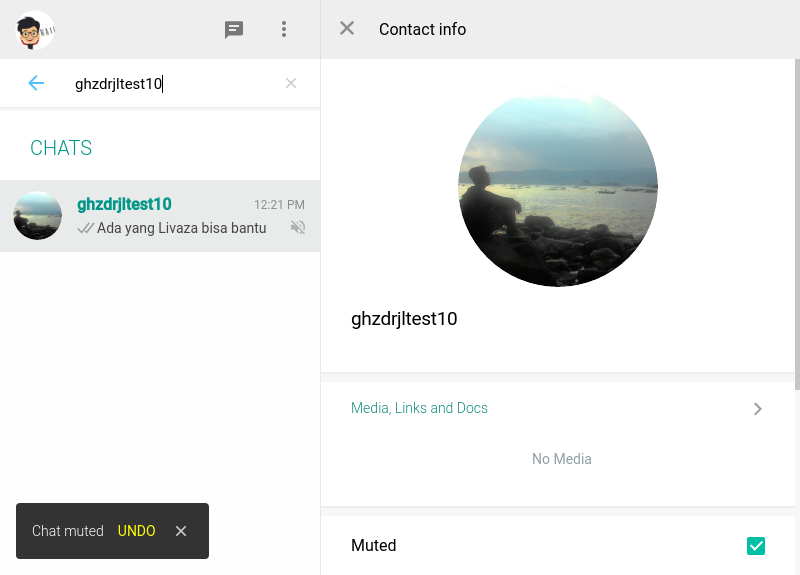 ghzdrjltest10
CHATS
ghzdrjltest10
12:21 PM
Ada yang Livaza bisa bantu
Chat muted UNDO
Contact info
ghzdrjltest10
Media, Links and Docs
No Media
Muted